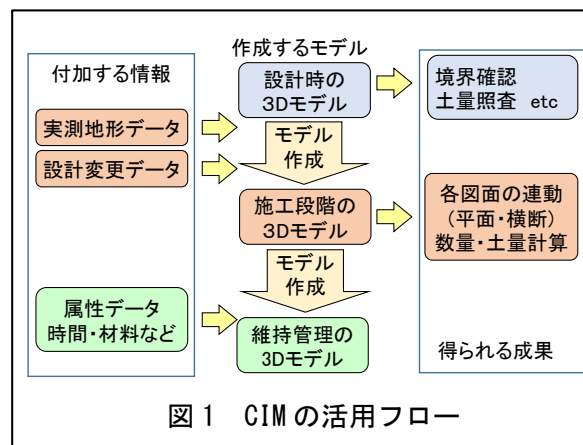 作成するモデル
付加する情報
実測地形データ
設計変更データ
属性データ
時間・材料など
設計時の
3Dモデル
モデル
作成
施工段階の
3Dモデル
モデル
作成
維持管理の
3Dモデル
境界確認
土量照査 etc
各図面の連動
(平面・横断)
数量・土量計算
得られる成果
図1 CIMの活用フロー